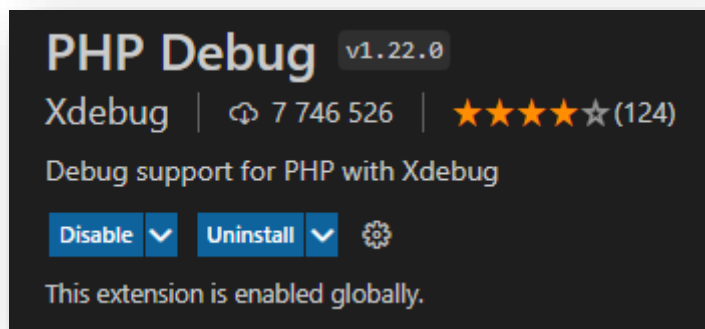 PHP Debug v1.22.0
Xdebug 7 746 526 (124)
Debug support for PHP with Xdebug
Disable Uninstall
This extension is enabled globally.